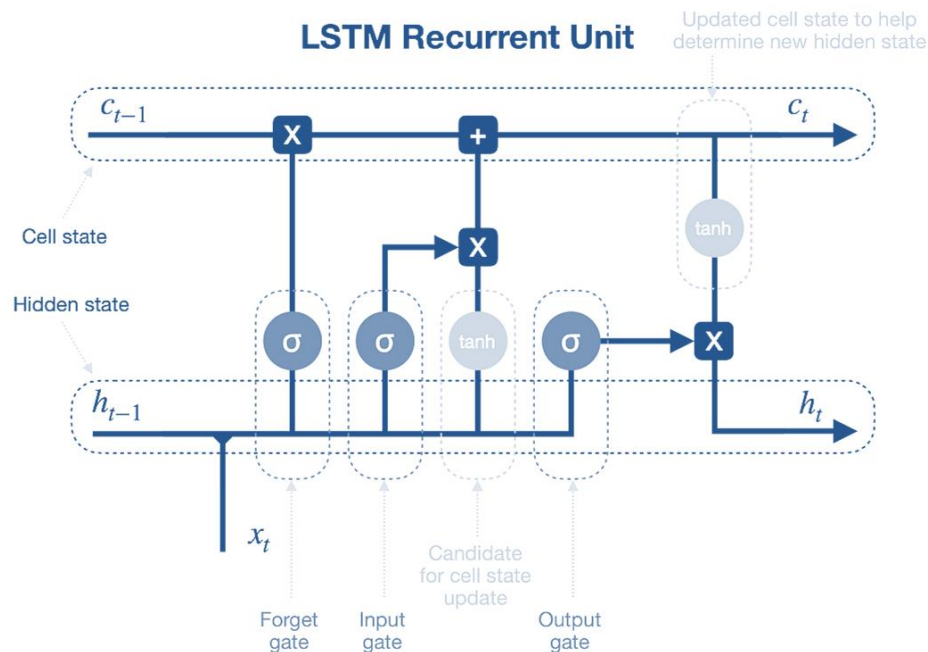 Updated cell state to help
determine new hidden state
LSTM Recurrent Unit
c_{t-1}
c_t
X
+
Cell state
tanh
X
Hidden state
σ
σ
tanh
σ
X
h_{t-1}
h_t
x_t
Candidate
for cell state
update
Forget
gate
Input
gate
Output
gate